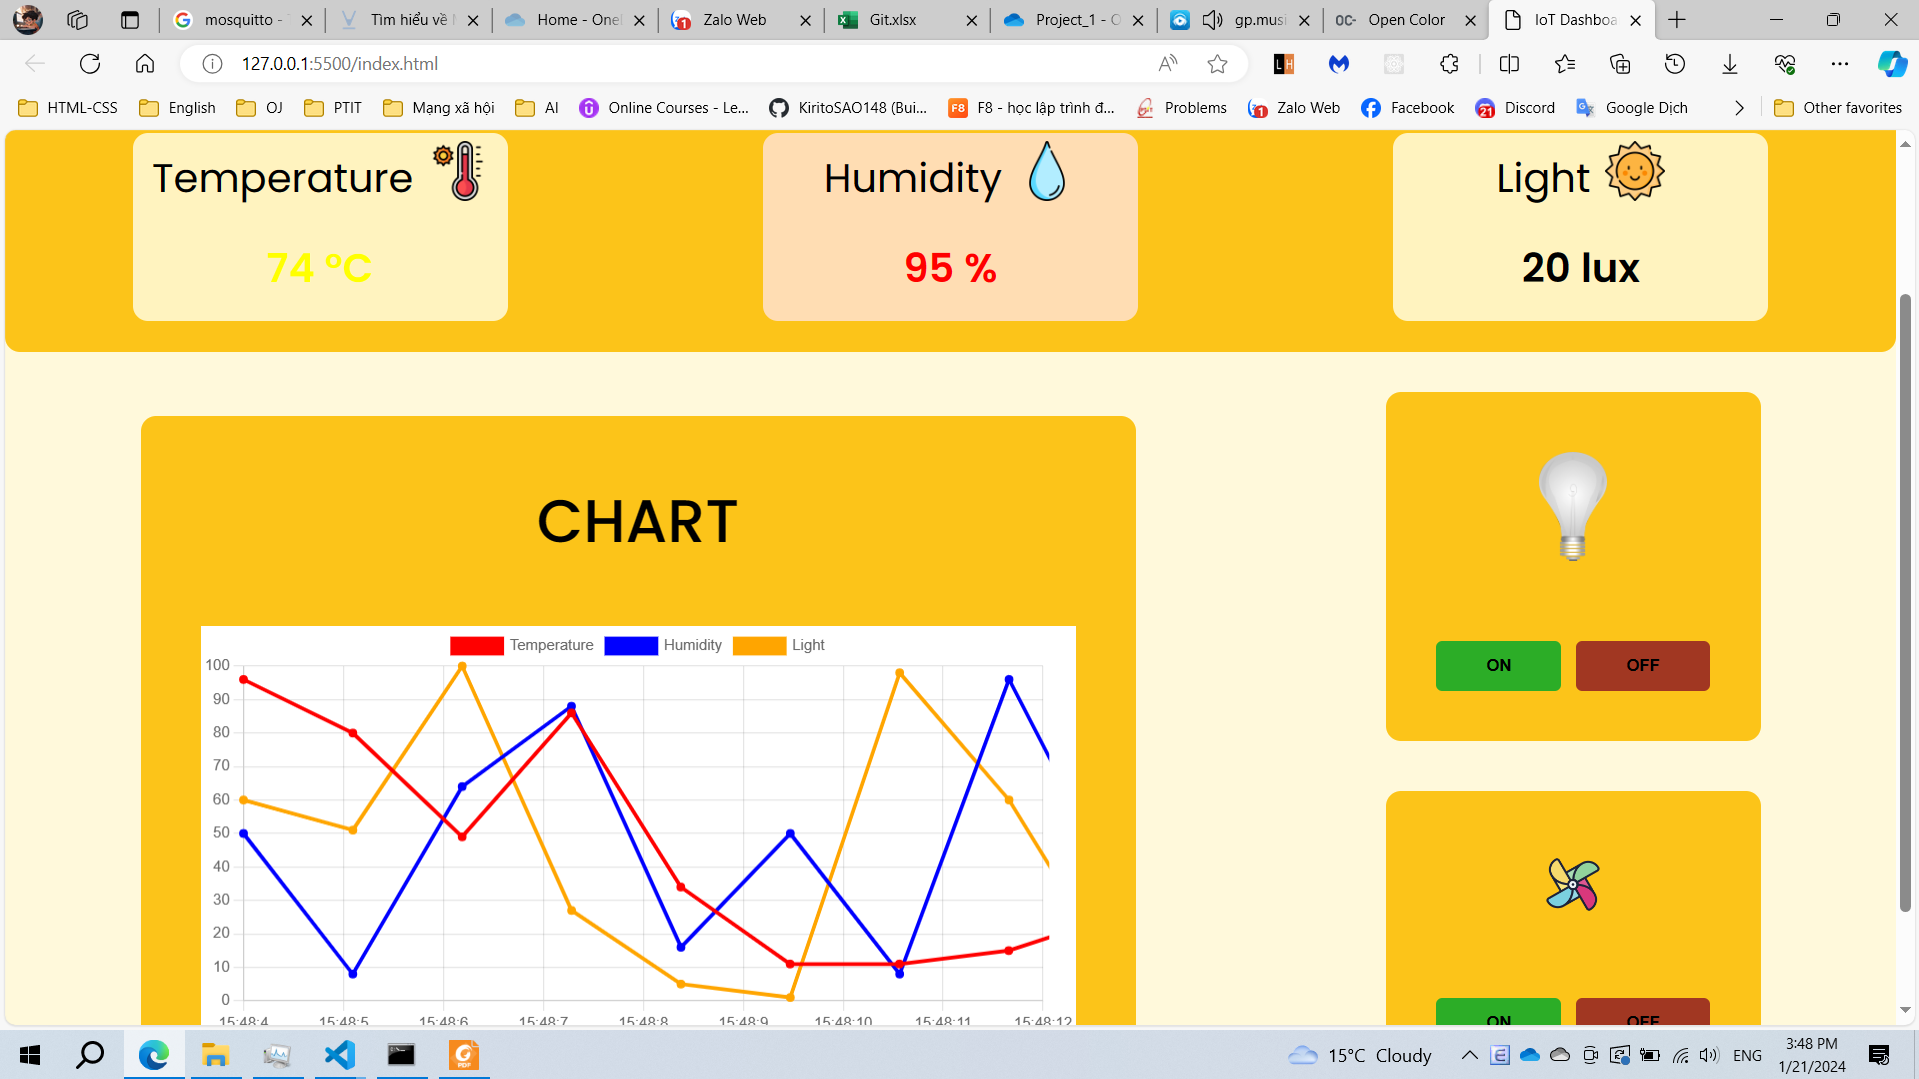 mosquitto -
Tìm hiểu về
Home - One
Zalo Web
Git.xlsx
Project_1 - O
gp.musi
OC- Open Color
IoT Dashboa
127.0.0.1:5500/index.html
HTML-CSS English OJ PTIT Mạng xã hội AI Online Courses - Le... KiritoSAO148 (Bui... F8 - học lập trình đ... Problems Zalo Web Facebook Discord Google Dịch Other favorites
Temperature
74 °C
Humidity
95 %
Light
20 lux
CHART
Temperature Humidity Light
100
90
80
70
60
50
40
30
20
10
0
15:48:4 15:48:5 15:48:6 15:48:7 15:48:8 15:48:9 15:48:10 15:48:11 15:48:12
ON OFF
ON OFF
15°C Cloudy
ENG
3:48 PM
1/21/2024